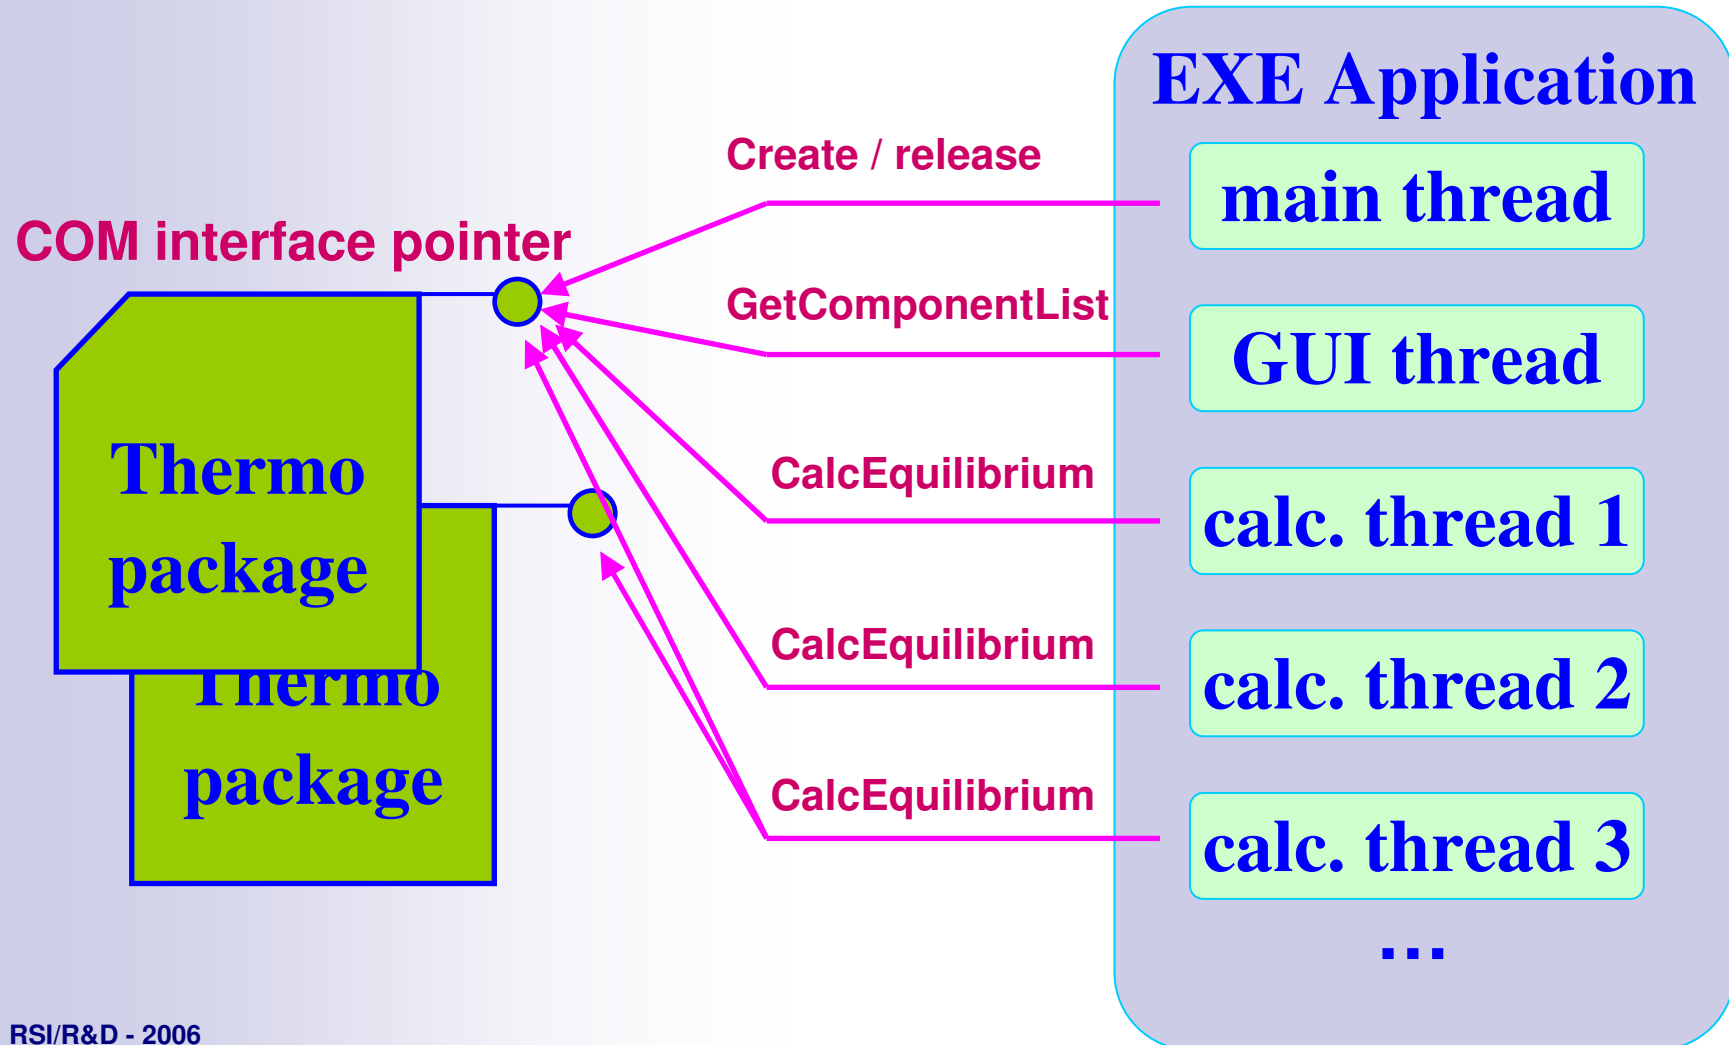 EXE Application
Create / release
main thread
COM interface pointer
GetComponentList
GUI thread
Thermo
package
CalcEquilibrium
calc. thread 1
CalcEquilibrium
calc. thread 2
Thermo
package
CalcEquilibrium
calc. thread 3
...
RSI/R&D - 2006